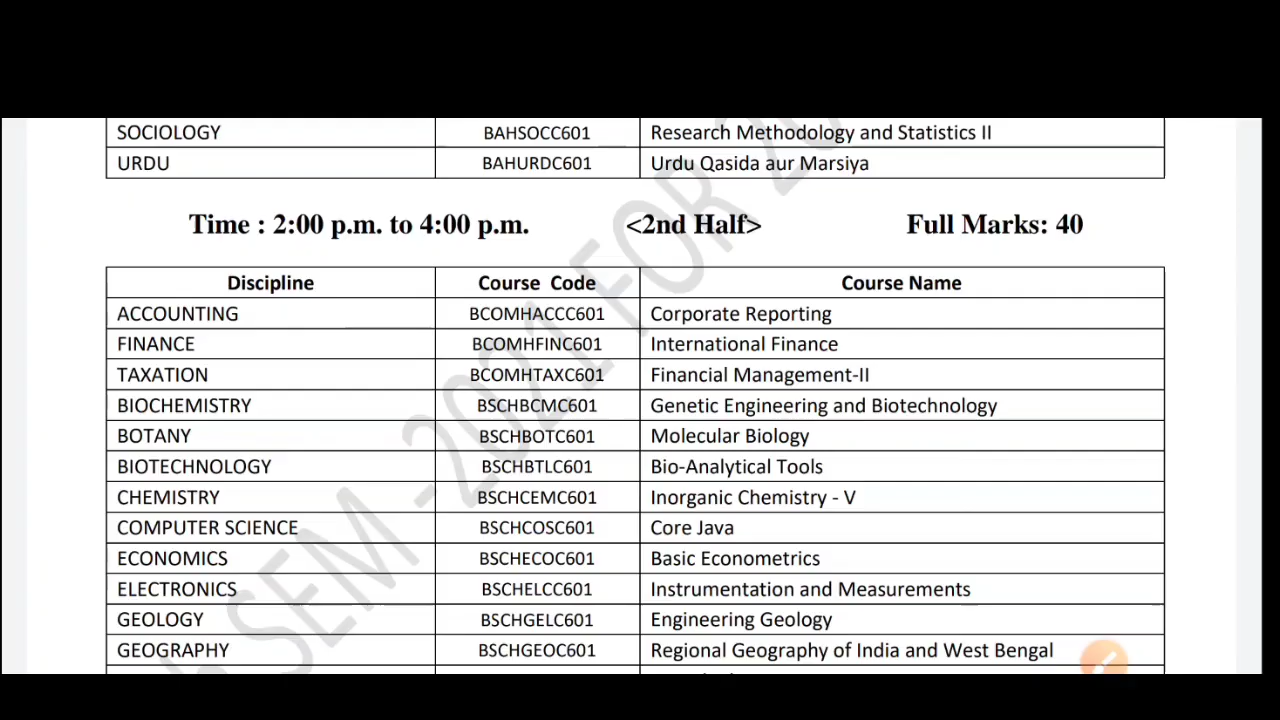 SOCIOLOGY BAHSOCC601 Research Methodology and Statistics II
URDU BAHURDC601 Urdu Qasida aur Marsiya
Time : 2:00 p.m. to 4:00 p.m. <2nd Half> Full Marks: 40
Discipline Course Code Course Name
ACCOUNTING BCOMHACCC601 Corporate Reporting
FINANCE BCOMHFINC601 International Finance
TAXATION BCOMHTAXC601 Financial Management-II
BIOCHEMISTRY BSCHBCMC601 Genetic Engineering and Biotechnology
BOTANY BSCHBOTC601 Molecular Biology
BIOTECHNOLOGY BSCHBTLC601 Bio-Analytical Tools
CHEMISTRY BSCHCEMC601 Inorganic Chemistry - V
COMPUTER SCIENCE BSCHCOSC601 Core Java
ECONOMICS BSCHECOC601 Basic Econometrics
ELECTRONICS BSCHELCC601 Instrumentation and Measurements
GEOLOGY BSCHGELC601 Engineering Geology
GEOGRAPHY BSCHGEOC601 Regional Geography of India and West Bengal
SEM -2021 FOR